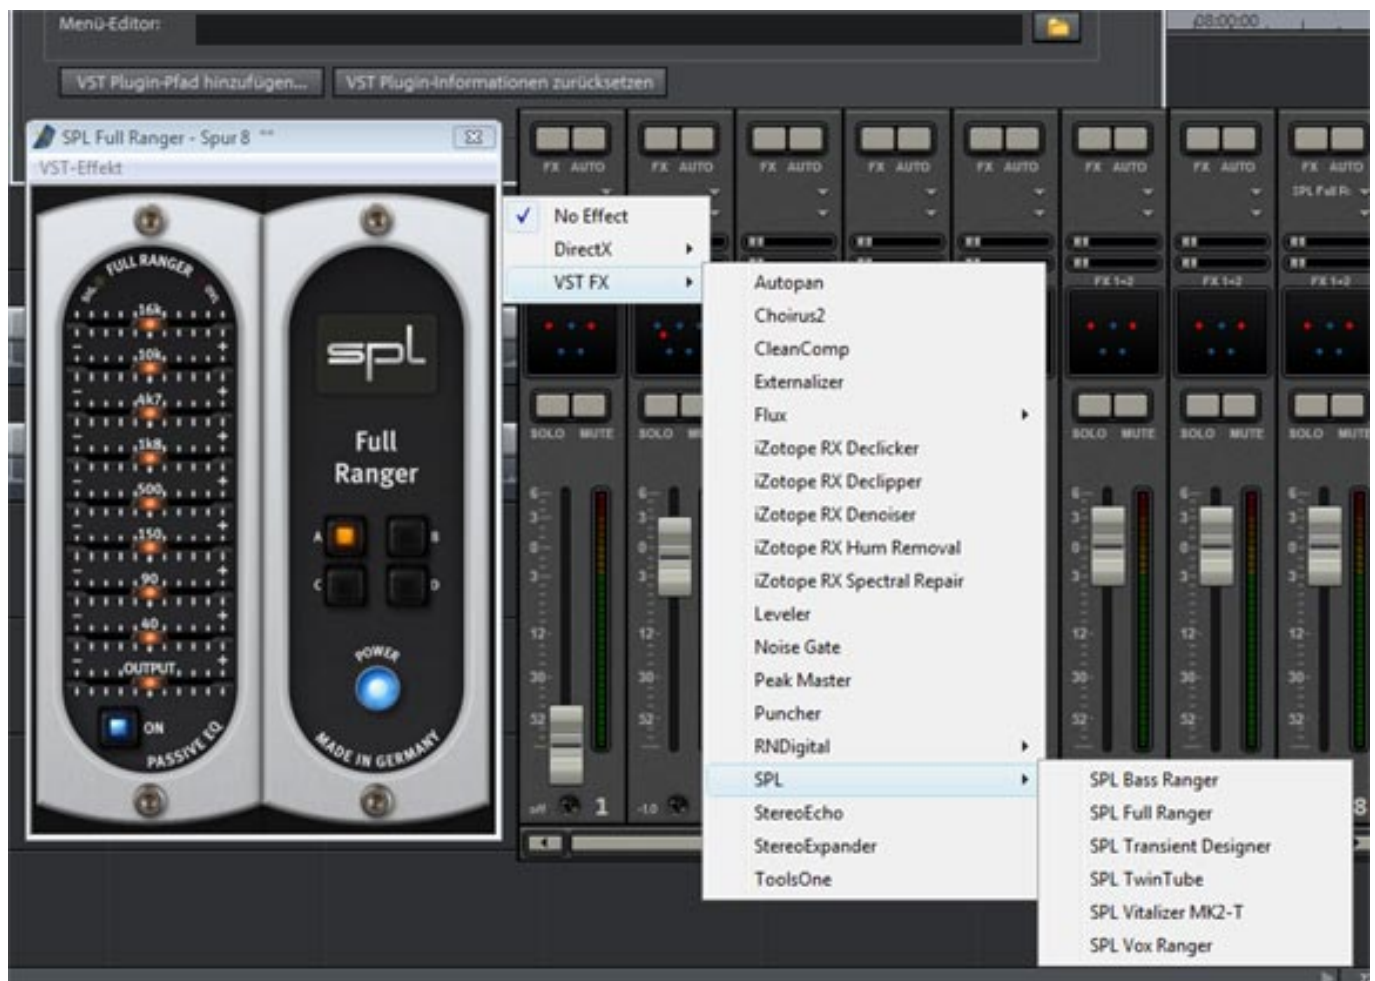 Menü-Editor:
08:00:00
VST Plugin-Pfad hinzufügen...
VST Plugin-Informationen zurücksetzen
SPL Full Ranger - Spur 8
VST-Effekt
FX AUTO
FX AUTO
FX AUTO
FX AUTO
FX AUTO
FX AUTO
FX AUTO
FX AUTO
No Effect
DirectX
VST FX
FX 1+2
FX 1+2
FX 1+2
Autopan
Choirus2
CleanComp
Externalizer
Flux
iZotope RX Declicker
iZotope RX Declipper
iZotope RX Denoiser
iZotope RX Hum Removal
iZotope RX Spectral Repair
Leveler
Noise Gate
Peak Master
Puncher
RNDigital
SPL
StereoEcho
StereoExpander
ToolsOne
SPL Bass Ranger
SPL Full Ranger
SPL Transient Designer
SPL TwinTube
SPL Vitalizer MK2-T
SPL Vox Ranger
FULL RANGER
16k
10k
4k7
1k8
500
150
90
40
OUTPUT
ON
PASSIVE EQ
spl
Full
Ranger
A
B
C
D
POWER
MADE IN GERMANY
SOLO MUTE
SOLO
SOLO MUTE
SOLO MUTE
SOLO MUTE
off
1
-1.0
8